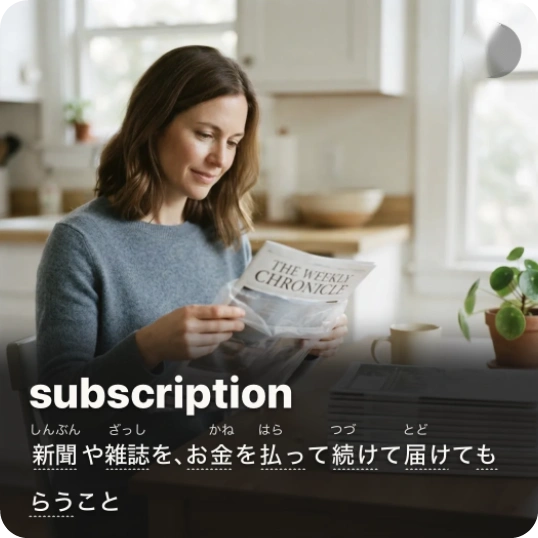 THE WEEKLY
CHRONICLE
subscription
しんぶん ざっし かね はら つづ とど
新聞や雑誌を、お金を払って続けて届けても
らうこと